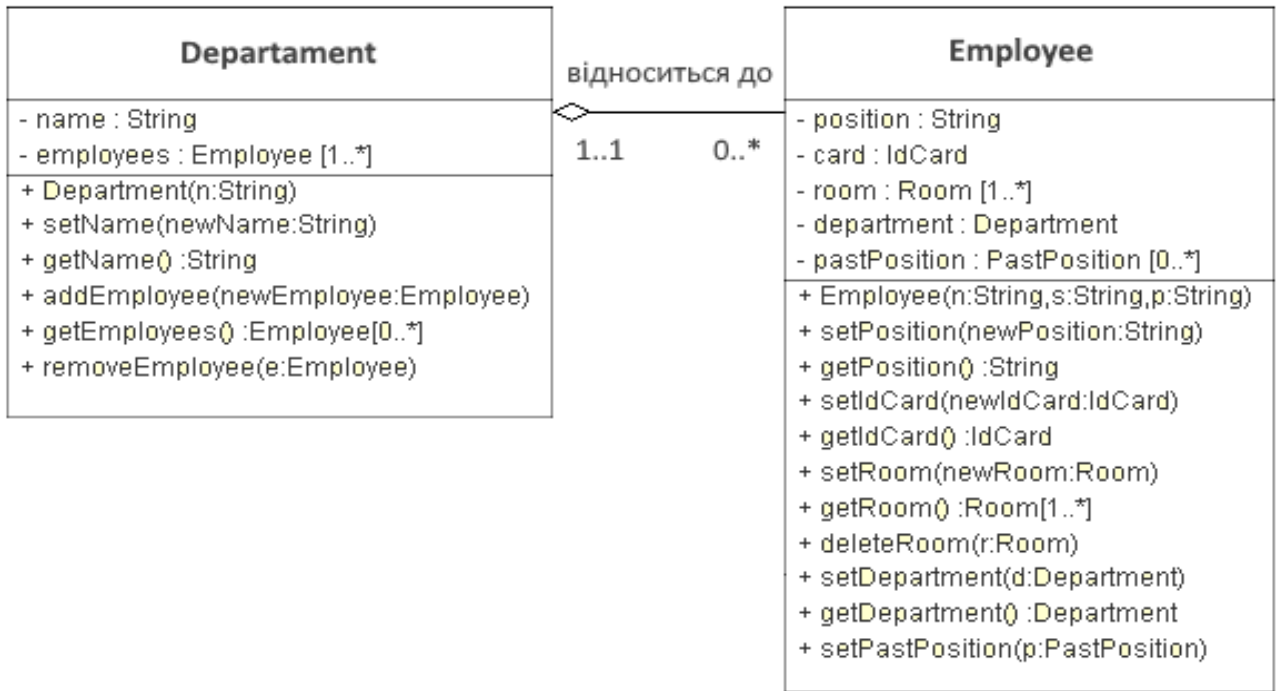 Departament
- name : String
- employees : Employee [1..*]
+ Department(n:String)
+ setName(newName:String)
+ getName() :String
+ addEmployee(newEmployee:Employee)
+ getEmployees() :Employee[0..*]
+ removeEmployee(e:Employee)
відноситься до
1..1
0..*
Employee
- position : String
- card : IdCard
- room : Room [1..*]
- department : Department
- pastPosition : PastPosition [0..*]
+ Employee(n:String,s:String,p:String)
+ setPosition(newPosition:String)
+ getPosition() :String
+ setIdCard(newIdCard:IdCard)
+ getIdCard() :IdCard
+ setRoom(newRoom:Room)
+ getRoom() :Room[1..*]
+ deleteRoom(r:Room)
+ setDepartment(d:Department)
+ getDepartment() :Department
+ setPastPosition(p:PastPosition)